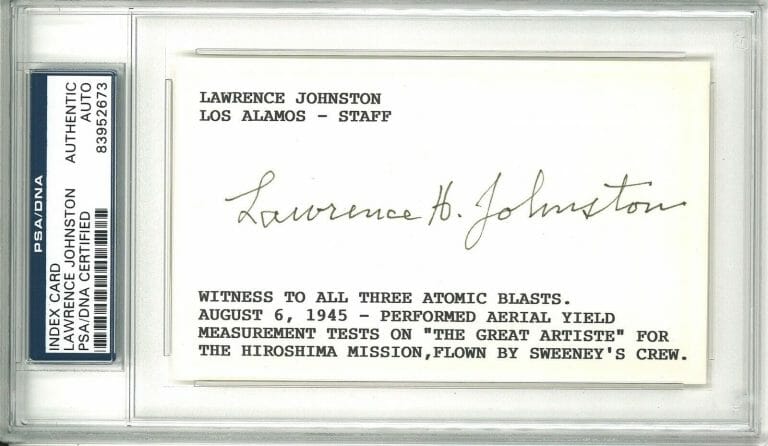 PSA/DNA
INDEX CARD
LAWRENCE JOHNSTON
PSA/DNA CERTIFIED
AUTHENTIC
AUTO
83952673
LAWRENCE JOHNSTON
LOS ALAMOS - STAFF
Lawrence H. Johnston
WITNESS TO ALL THREE ATOMIC BLASTS.
AUGUST 6, 1945 - PERFORMED AERIAL YIELD
MEASUREMENT TESTS ON "THE GREAT ARTISTE" FOR
THE HIROSHIMA MISSION,FLOWN BY SWEENEY'S CREW.